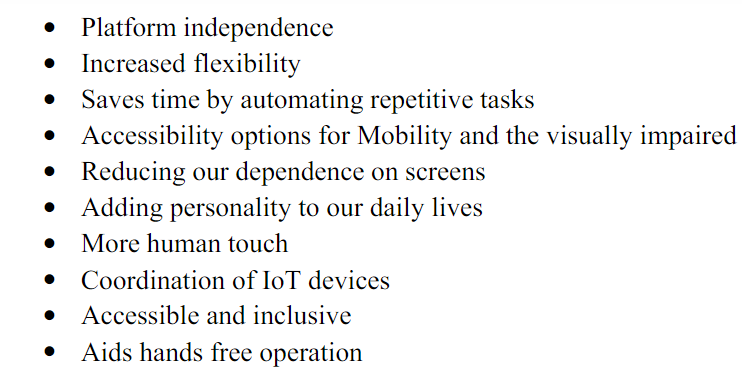 • Platform independence
• Increased flexibility
• Saves time by automating repetitive tasks
• Accessibility options for Mobility and the visually impaired
• Reducing our dependence on screens
• Adding personality to our daily lives
• More human touch
• Coordination of IoT devices
• Accessible and inclusive
• Aids hands free operation